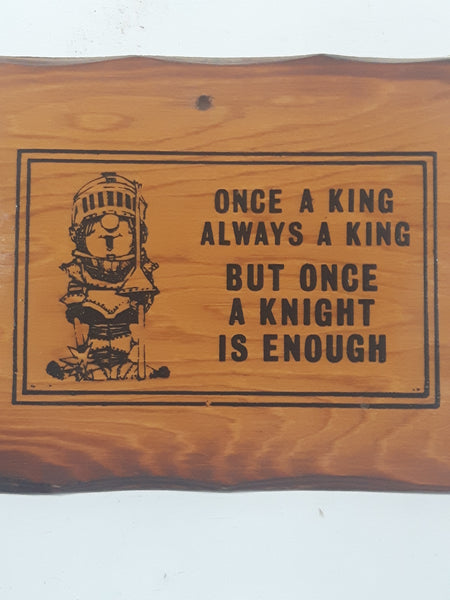 ONCE A KING
ALWAYS A KING
BUT ONCE
A KNIGHT
IS ENOUGH